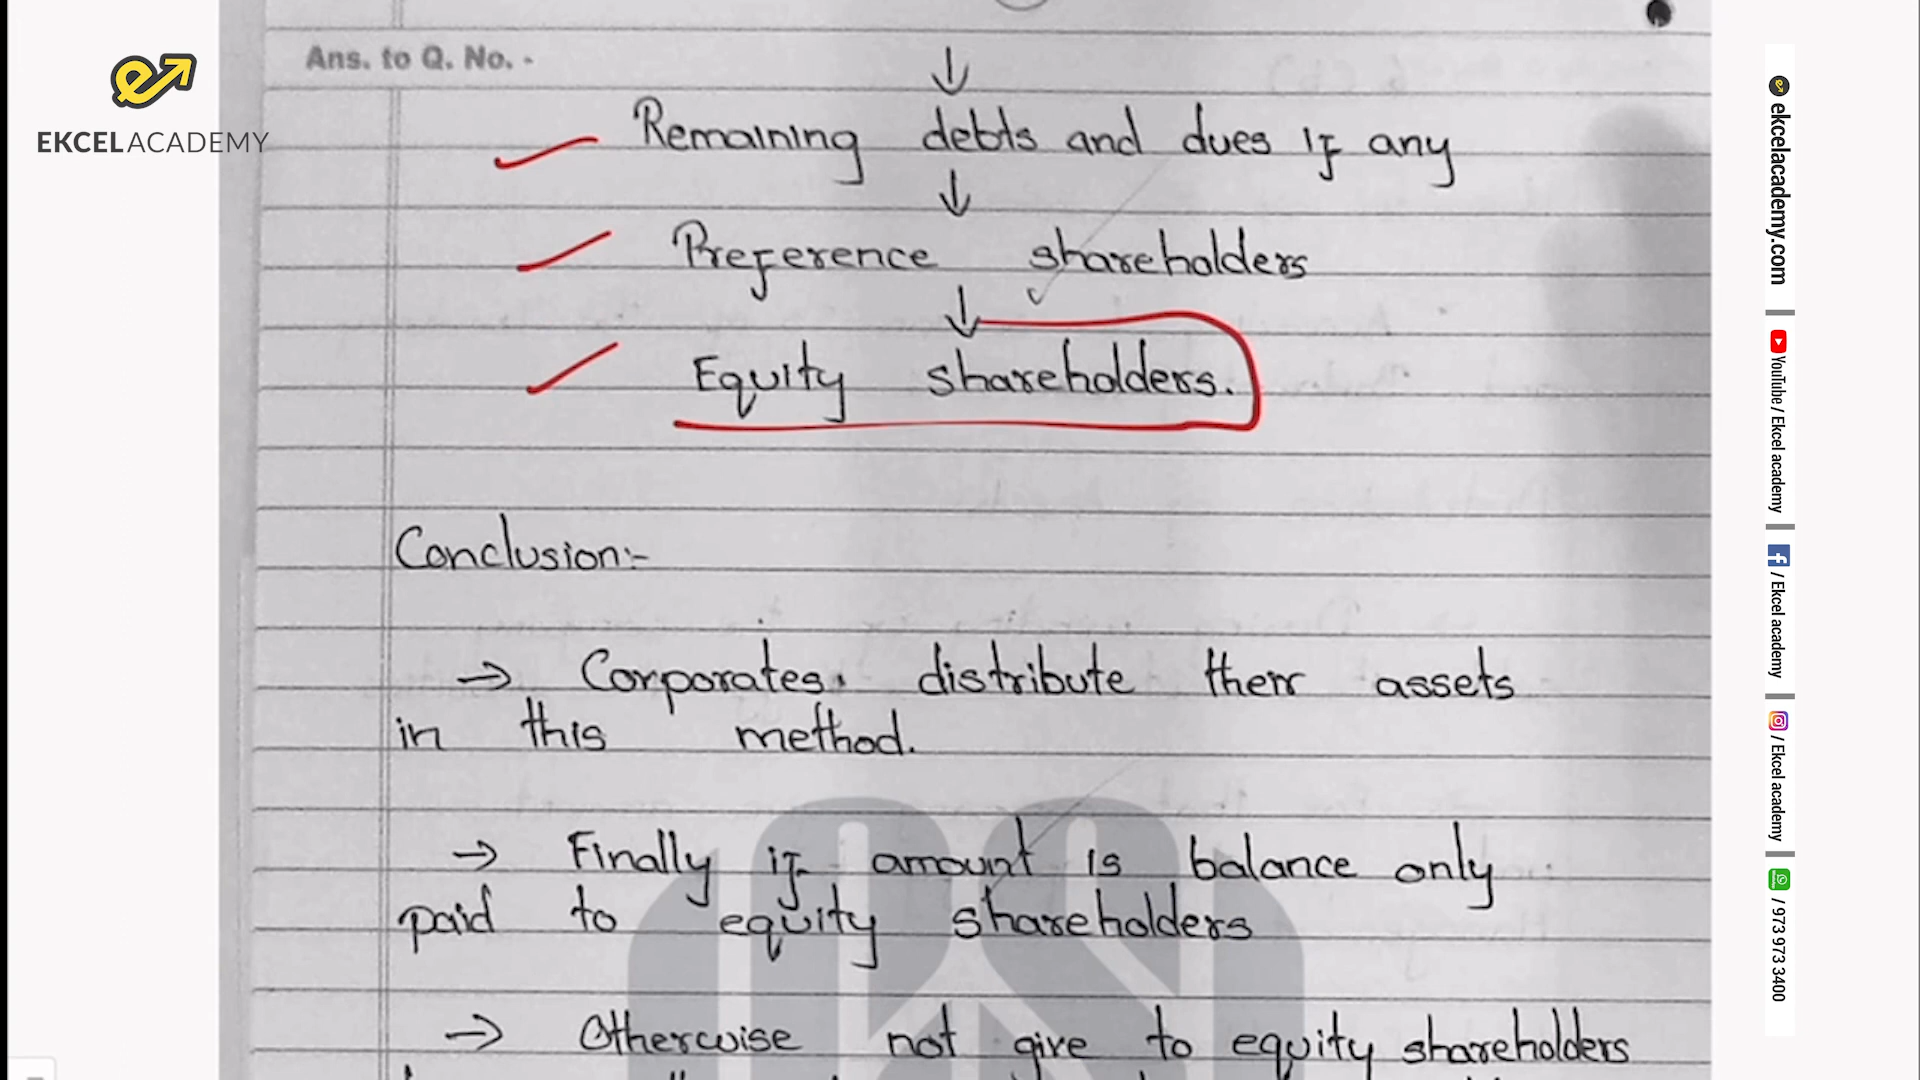 Ans. to Q. No. -
↓
Remaining debts and dues if any
↓
Preference shareholders
↓
Equity shareholders.
Conclusion:-
→ Corporates. distribute their assets
in this method.
→ Finally if amount is balance only
paid to equity shareholders
→ Otherwise not give to equity shareholders
EKCELACADEMY
ekcelacademy.com
YouTube / Ekcel academy
/ Ekcel academy
/ Ekcel academy
/ 973 973 3400